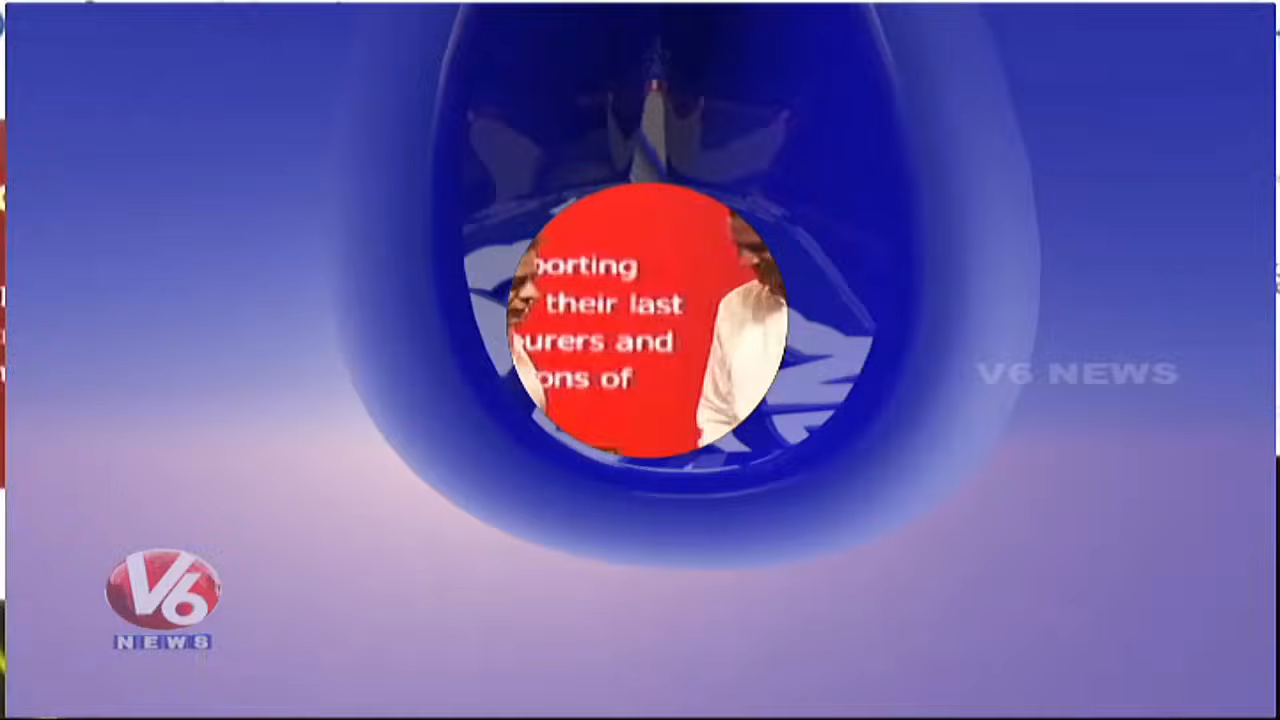 porting
their last
urers and
ons of
V6 NEWS
V6
NEWS